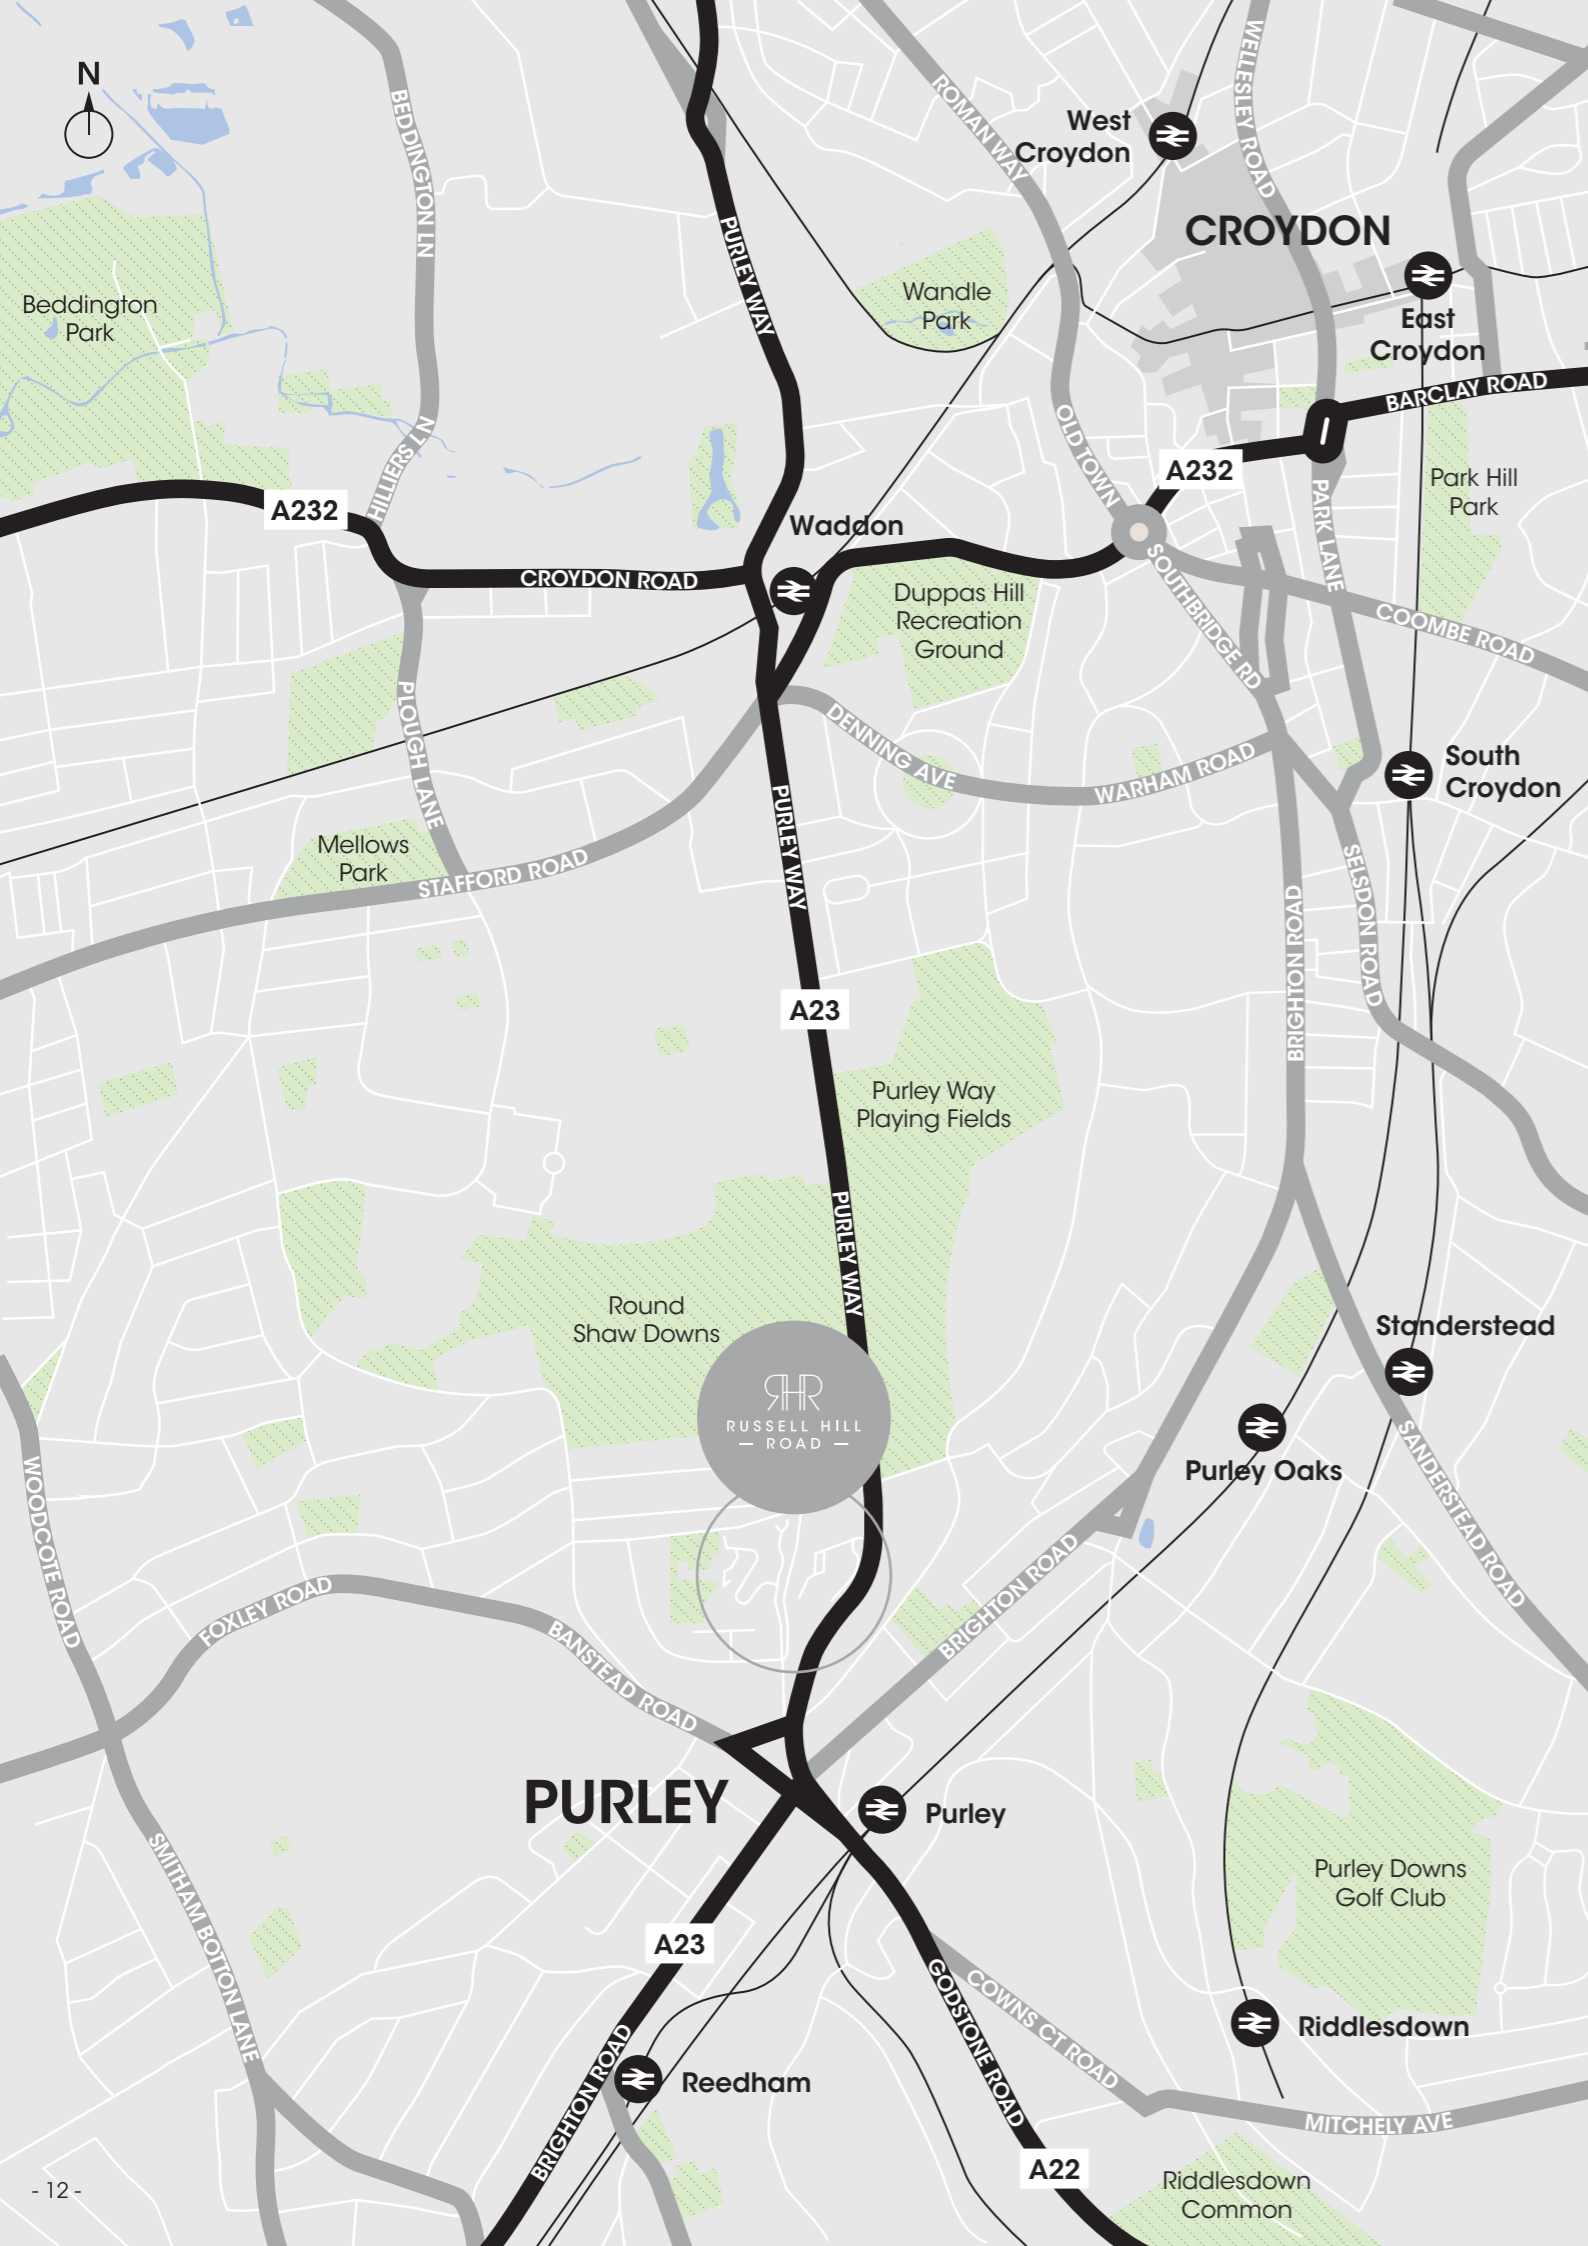 N
BEDDINGTON LN
PURLEY WAY
ROMAN WAY
WELLESLEY ROAD
West
Croydon
CROYDON
East
Croydon
Beddington
Park
Wandle
Park
BARCLAY ROAD
HILLIERS LN
OLD TOWN
A232
A232
Park Hill
Park
PARK LANE
Waddon
CROYDON ROAD
Duppas Hill
Recreation
Ground
SOUTHBRIDGE RD
COOMBE ROAD
PLOUGH LANE
DENNING AVE
WARHAM ROAD
South
Croydon
PURLEY WAY
Mellows
Park
STAFFORD ROAD
SELSDON ROAD
BRIGHTON ROAD
A23
Purley Way
Playing Fields
PURLEY WAY
Round
Shaw Downs
Standerstead
RHR
RUSSELL HILL
— ROAD —
Purley Oaks
SANDERSTEAD ROAD
WOODCOTE ROAD
FOXLEY ROAD
BANSTEAD ROAD
BRIGHTON ROAD
PURLEY
Purley
SMITHAM BOTTON LANE
Purley Downs
Golf Club
A23
GODSTONE ROAD
COWNS CT ROAD
Riddlesdown
BRIGHTON ROAD
Reedham
MITCHELY AVE
A22
Riddlesdown
Common
- 12 -